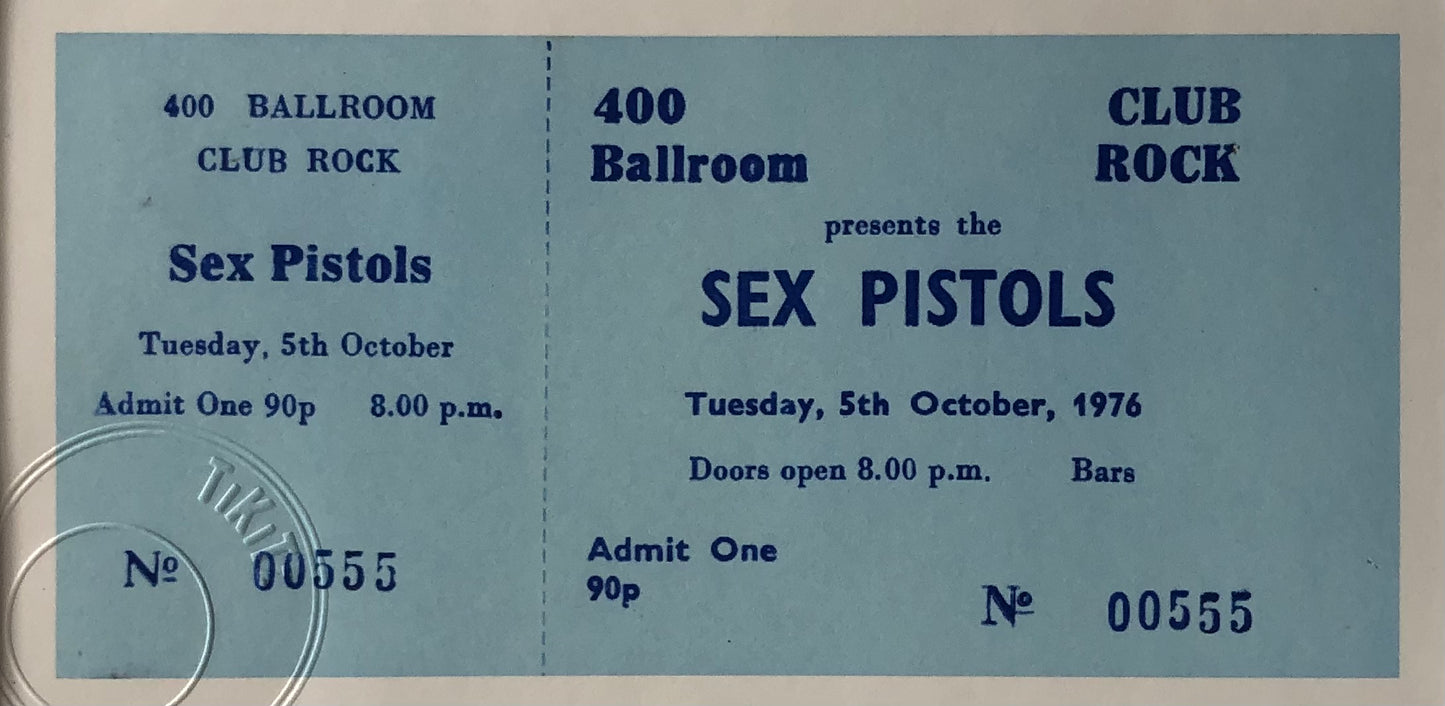 400 BALLROOM
CLUB ROCK
Sex Pistols
Tuesday, 5th October
Admit One 90p 8.00 p.m.
TiKiT
Nº 00555
400 CLUB
Ballroom ROCK
presents the
SEX PISTOLS
Tuesday, 5th October, 1976
Doors open 8.00 p.m. Bars
Admit One
90p
Nº 00555